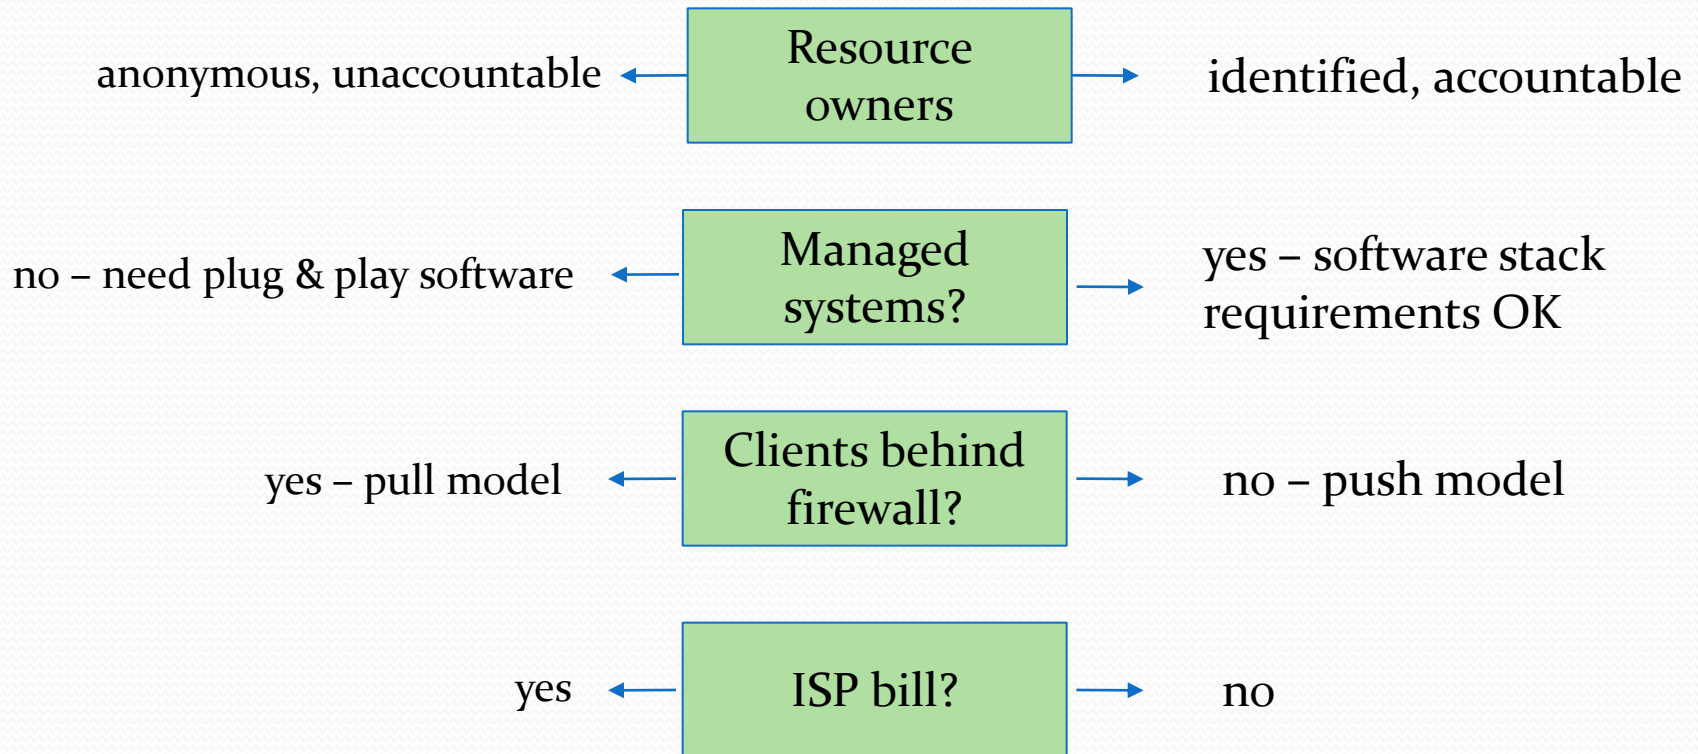 anonymous, unaccountable
Resource
owners
identified, accountable
no – need plug & play software
Managed
systems?
yes – software stack
requirements OK
yes – pull model
Clients behind
firewall?
no – push model
yes
ISP bill?
no